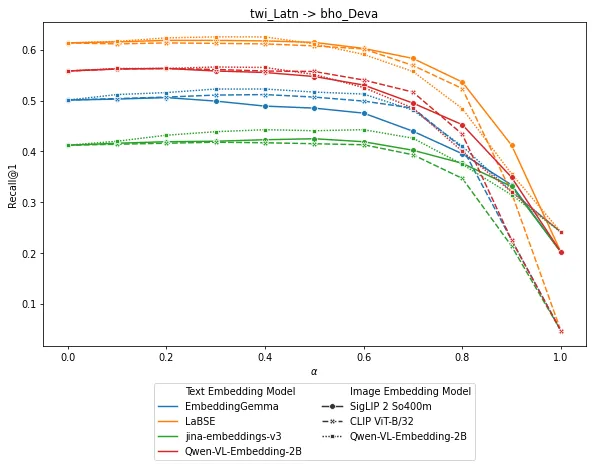 twi_Latn -> bho_Deva
Recall@1
0.6
0.5
0.4
0.3
0.2
0.1
0.0 0.2 0.4 0.6 0.8 1.0
α
Text Embedding Model Image Embedding Model
EmbeddingGemma SigLIP 2 So400m
LaBSE CLIP ViT-B/32
jina-embeddings-v3 Qwen-VL-Embedding-2B
Qwen-VL-Embedding-2B